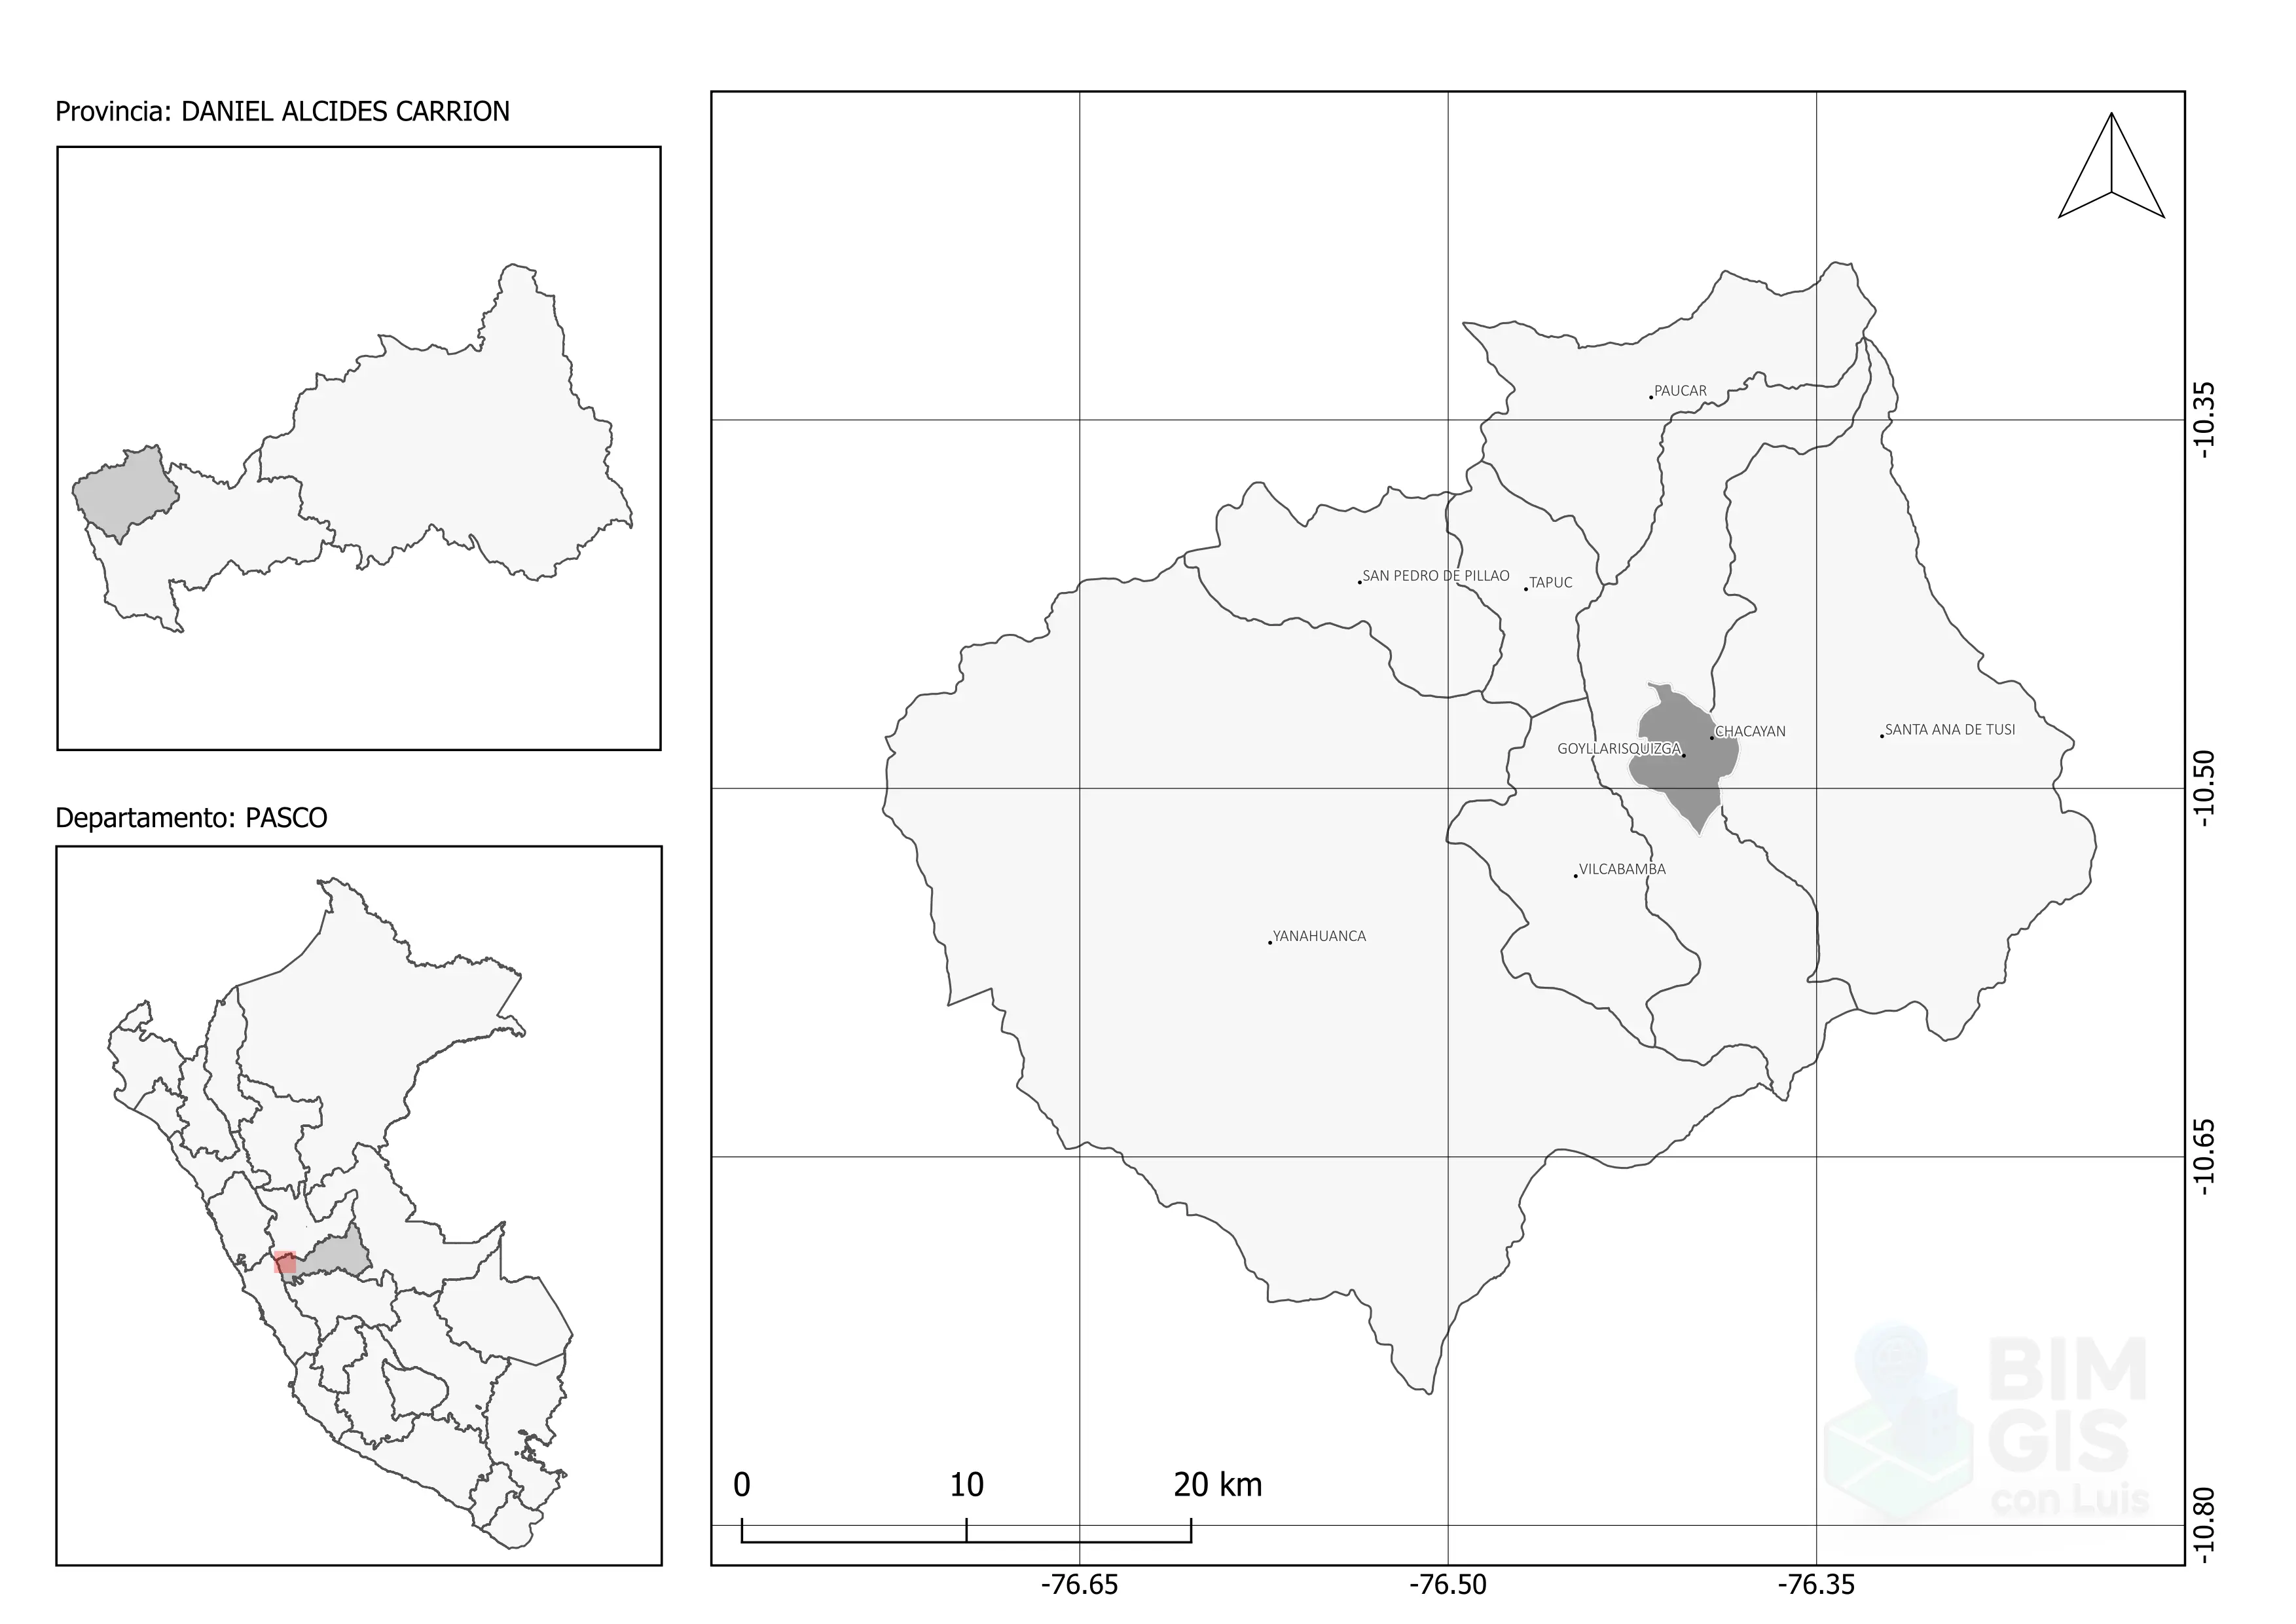 Provincia: DANIEL ALCIDES CARRION
Departamento: PASCO
PAUCAR
SAN PEDRO DE PILLAO
TAPUC
CHACAYAN
SANTA ANA DE TUSI
GOYLLARISQUIZGA
VILCABAMBA
YANAHUANCA
-10.35
-10.50
-10.65
-10.80
0 10 20 km
-76.65 -76.50 -76.35
BIM
GIS
con Luis